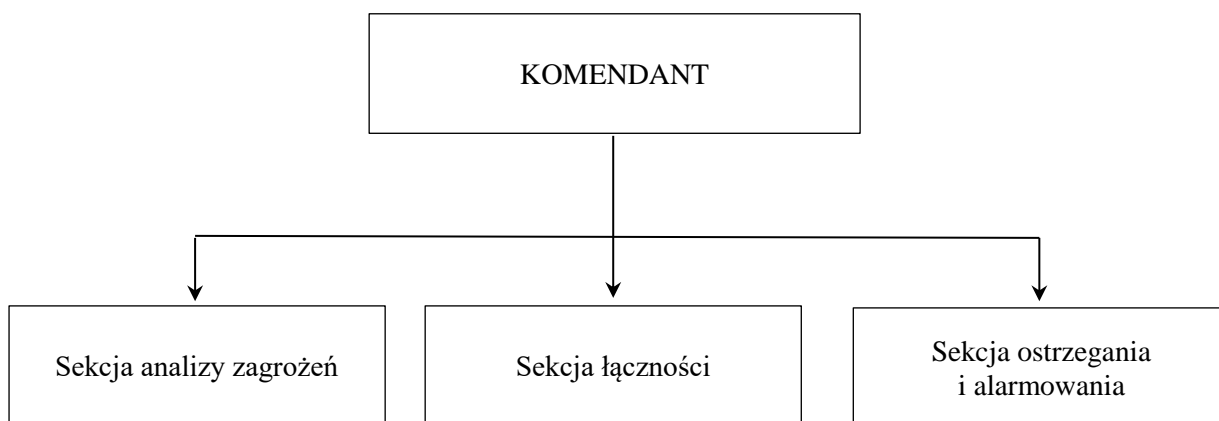 KOMENDANT
Sekcja analizy zagrożeń
Sekcja łączności
Sekcja ostrzegania
i alarmowania